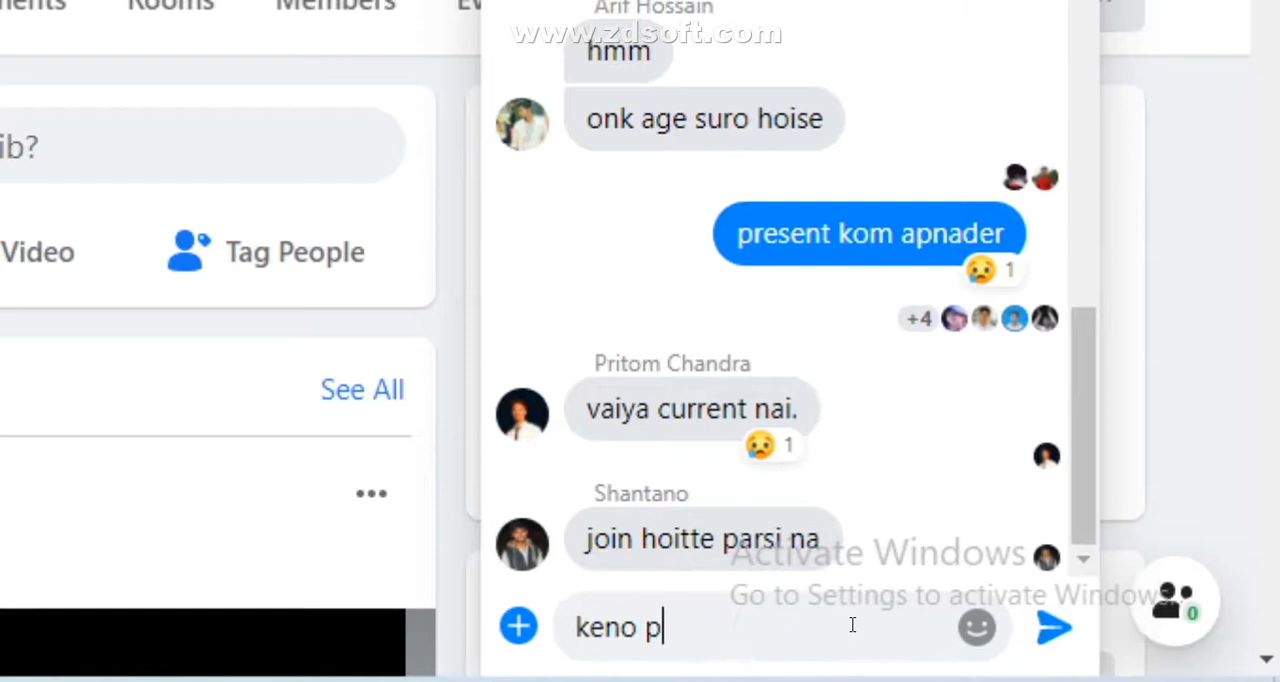 Rooms
Members
Arif Hossain
www.zdsoft.com
hmm
onk age suro hoise
ib?
present kom apnader
1
Video
Tag People
+4
Pritom Chandra
vaiya current nai.
See All
1
Shantano
join hoitte parsi na
Activate Windows
Go to Settings to activate Windows.
keno p
0